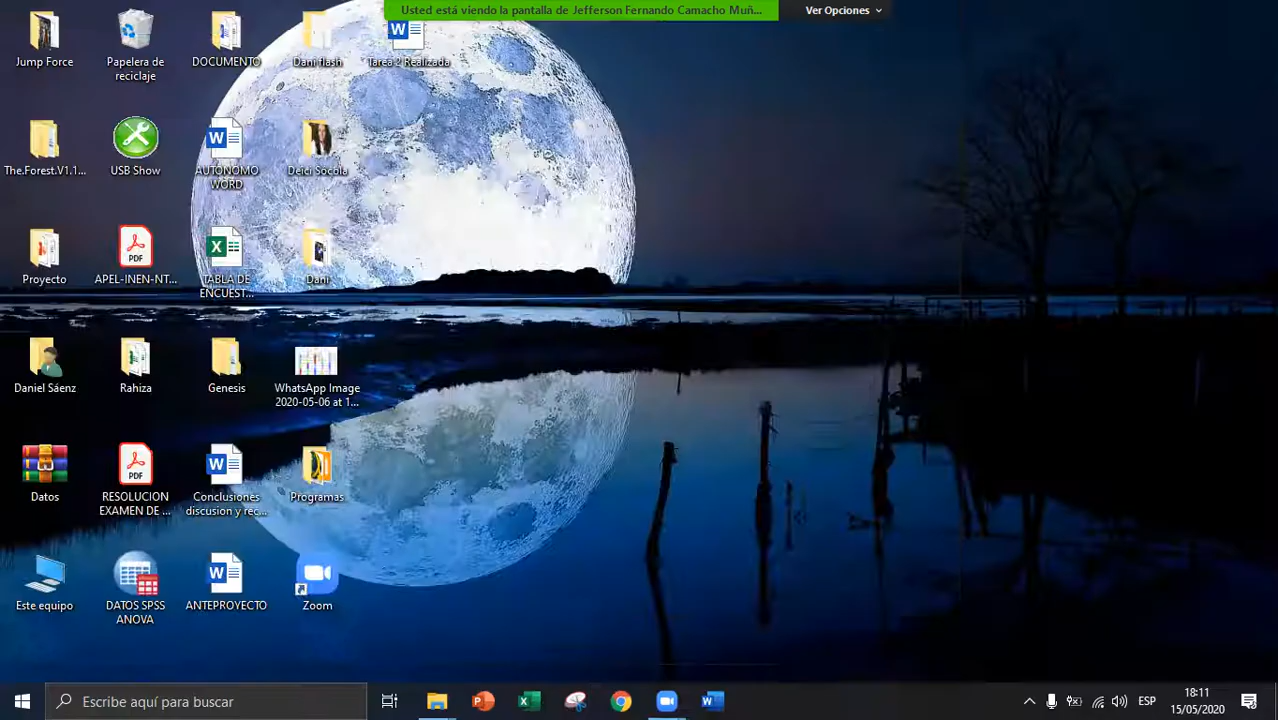 Usted está viendo la pantalla de Jefferson Fernando Camacho Muñ...
Ver Opciones
Jump Force
Papelera de
reciclaje
DOCUMENTO
Dani flash
Tarea 2 Realizada
The.Forest.V1.1...
USB Show
AUTONOMO
WORD
Deici Socola
Proyecto
PDF
APEL-INEN-NT...
TABLA DE
ENCUEST...
Dani
Daniel Sáenz
Rahiza
Genesis
WhatsApp Image
2020-05-06 at 1...
Datos
PDF
RESOLUCION
EXAMEN DE ...
Conclusiones
discusion y rec...
Programas
Este equipo
DATOS SPSS
ANOVA
ANTEPROYECTO
Zoom
Escribe aquí para buscar
ESP
18:11
15/05/2020